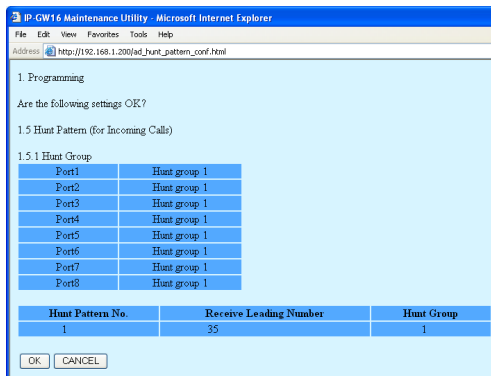 IP-GW16 Maintenance Utility - Microsoft Internet Explorer
File Edit View Favorites Tools Help
Address http://192.168.1.200/ad_hunt_pattern_conf.html
1. Programming
Are the following settings OK?
1.5 Hunt Pattern (for Incoming Calls)
1.5.1 Hunt Group
Port1 Hunt group 1
Port2 Hunt group 1
Port3 Hunt group 1
Port4 Hunt group 1
Port5 Hunt group 1
Port6 Hunt group 1
Port7 Hunt group 1
Port8 Hunt group 1
Hunt Pattern No. Receive Leading Number Hunt Group
1 35 1
OK CANCEL